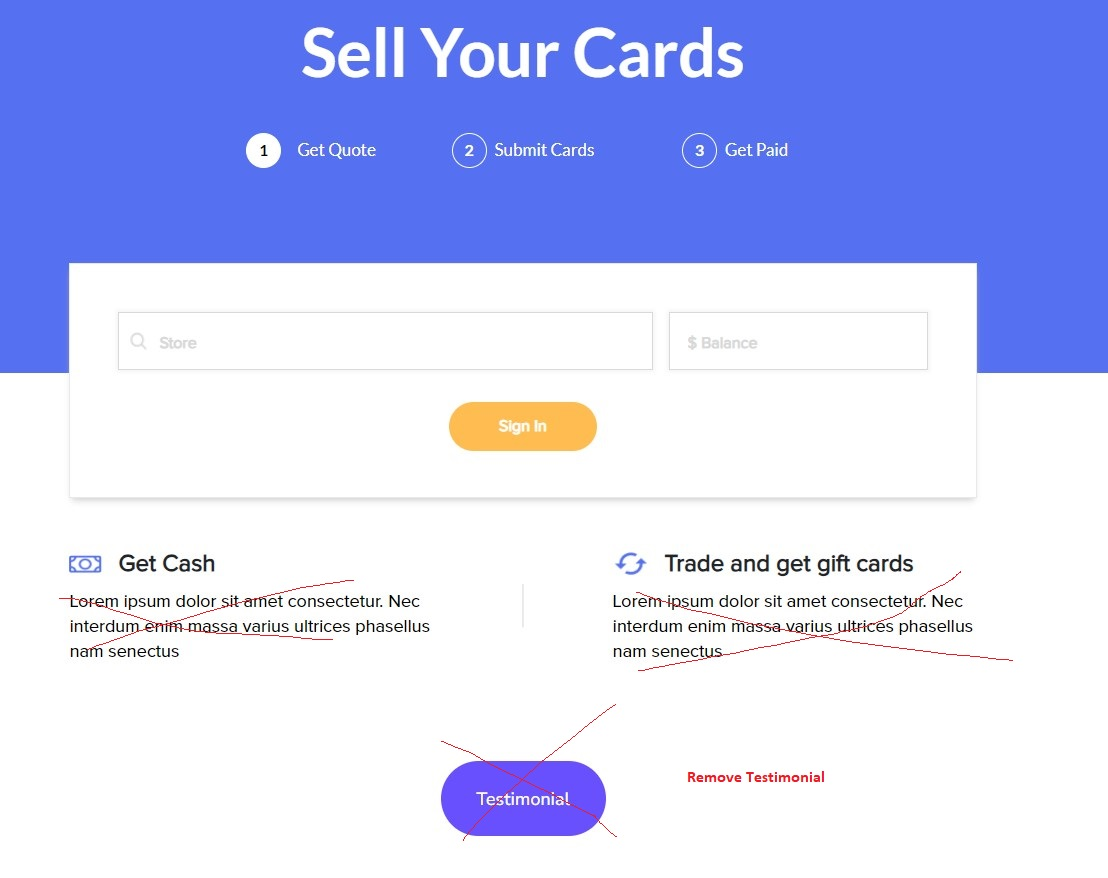 Sell Your Cards
1 Get Quote 2 Submit Cards 3 Get Paid
Store $ Balance
Sign In
Get Cash
Lorem ipsum dolor sit amet consectetur. Nec
interdum enim massa varius ultrices phasellus
nam senectus
Trade and get gift cards
Lorem ipsum dolor sit amet consectetur. Nec
interdum enim massa varius ultrices phasellus
nam senectus
Testimonial
Remove Testimonial